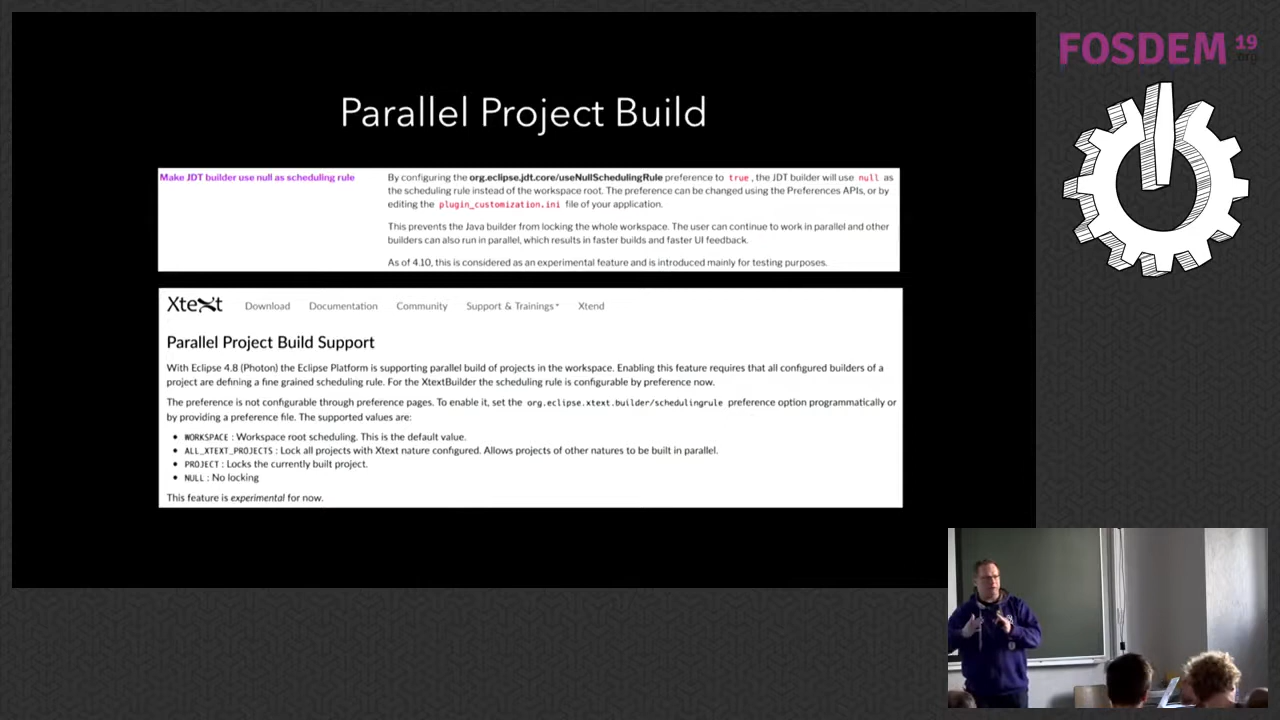 FOSDEM 19
.org
Parallel Project Build
Make JDT builder use null as scheduling rule
By configuring the org.eclipse.jdt.core/useNullSchedulingRule preference to true, the JDT builder will use null as
the scheduling rule instead of the workspace root. The preference can be changed using the Preferences APIs, or by
editing the plugin_customization.ini file of your application.
This prevents the Java builder from locking the whole workspace. The user can continue to work in parallel and other
builders can also run in parallel, which results in faster builds and faster UI feedback.
As of 4.10, this is considered as an experimental feature and is introduced mainly for testing purposes.
Xtext Download Documentation Community Support & Trainings Xtend
Parallel Project Build Support
With Eclipse 4.8 (Photon) the Eclipse Platform is supporting parallel build of projects in the workspace. Enabling this feature requires that all configured builders of a
project are defining a fine grained scheduling rule. For the XtextBuilder the scheduling rule is configurable by preference now.
The preference is not configurable through preference pages. To enable it, set the org.eclipse.xtext.builder/schedulingrule preference option programmatically or
by providing a preference file. The supported values are:
• WORKSPACE : Workspace root scheduling. This is the default value.
• ALL_XTEXT_PROJECTS : Lock all projects with Xtext nature configured. Allows projects of other natures to be built in parallel.
• PROJECT : Locks the currently built project.
• NULL : No locking
This feature is experimental for now.